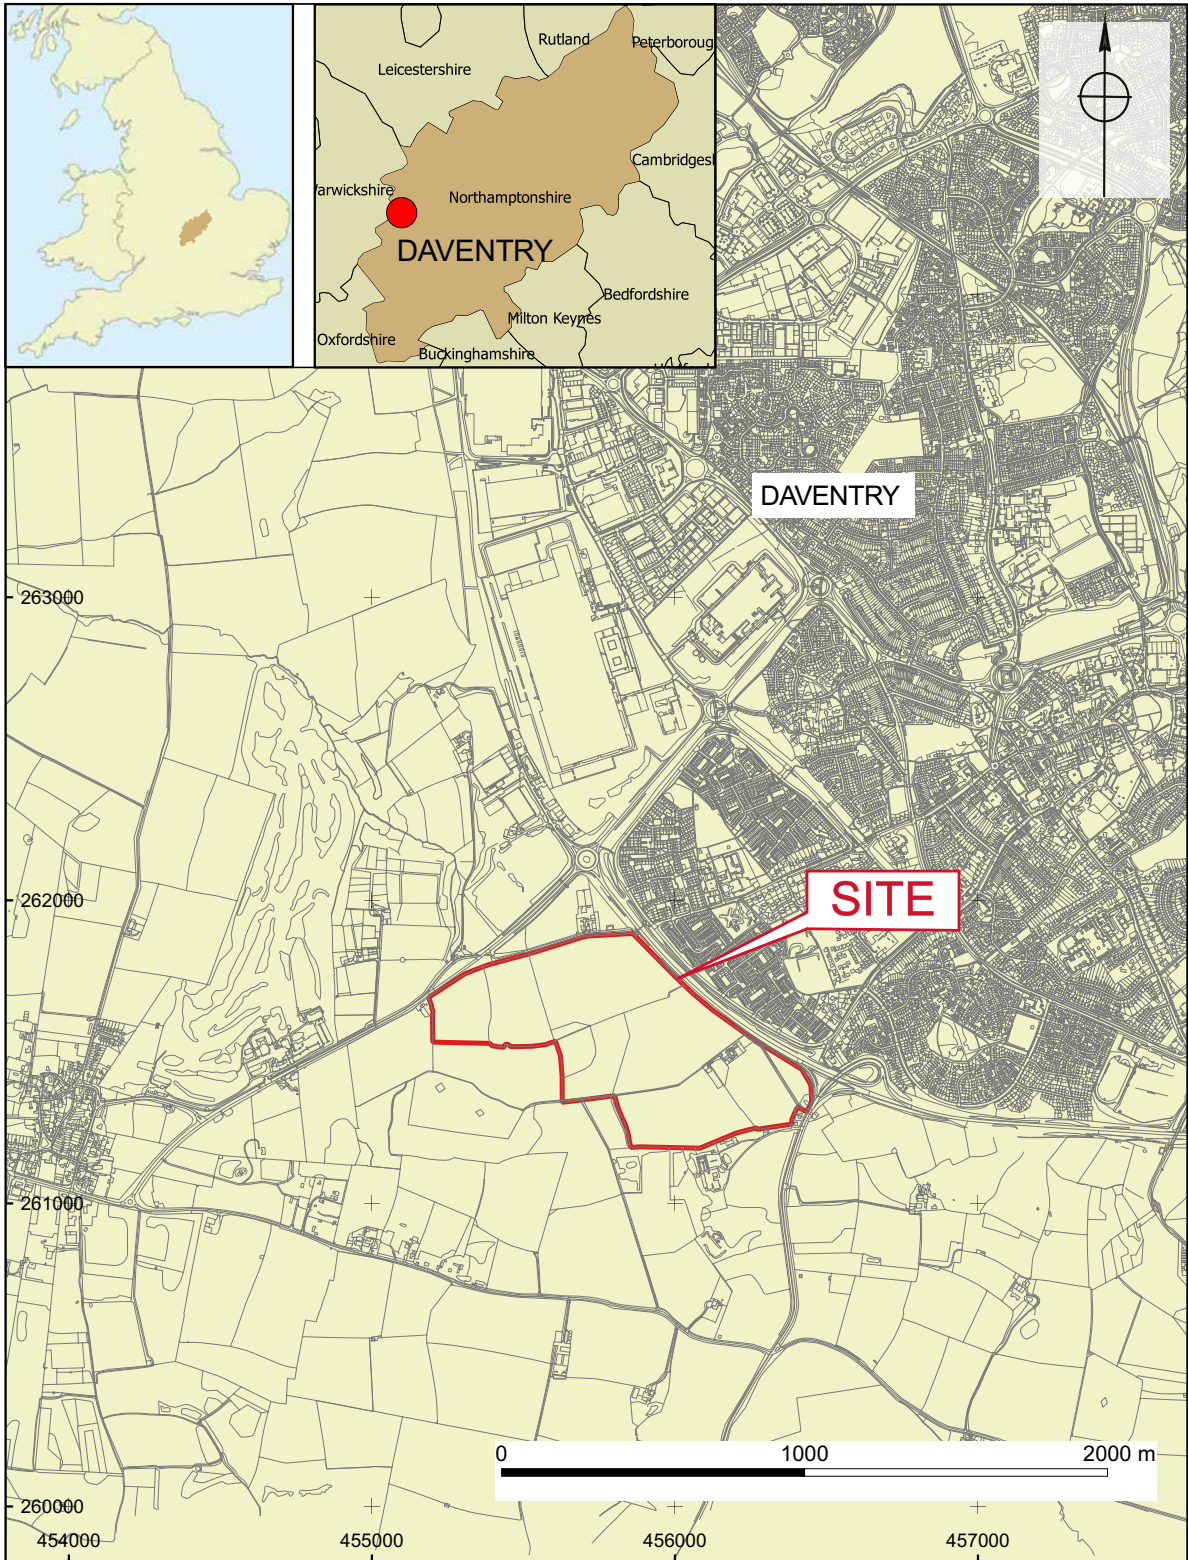 Rutland
Peterboroug
Leicestershire
Cambridgesl
Warwickshire
Northamptonshire
DAVENTRY
Bedfordshire
Milton Keynes
Oxfordshire
Buckinghamshire
DAVENTRY
263000
262000
SITE
261000
0 1000 2000 m
260000
454000 455000 456000 457000